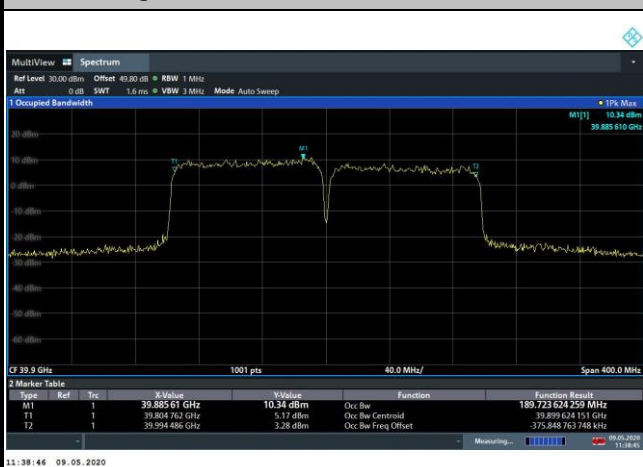 MultiView Spectrum
Ref Level 30.00 dBm Offset 49.80 dB RBW 1 MHz
Att 0 dB SWT 1.6 ms VBW 3 MHz Mode Auto Sweep
1 Occupied Bandwidth 1Pk Max
M1[1] 10.34 dBm
39.885 610 GHz
20 dBm
M1
10 dBm
T1
T2
0 dBm
-10 dBm
-20 dBm
-30 dBm
-40 dBm
-50 dBm
-60 dBm
CF 39.9 GHz 1001 pts 40.0 MHz/ Span 400.0 MHz
2 Marker Table
Type Ref Trc X-Value Y-Value Function Function Result
M1 1 39.88561 GHz 10.34 dBm Occ Bw 189.723 624 259 MHz
T1 1 39.804 762 GHz 5.17 dBm Occ Bw Centroid 39.899 624 151 GHz
T2 1 39.994 486 GHz 3.28 dBm Occ Bw Freq Offset -375.848 763 748 kHz
Measuring... 09.05.2020
11:38:45
11:38:46 09.05.2020